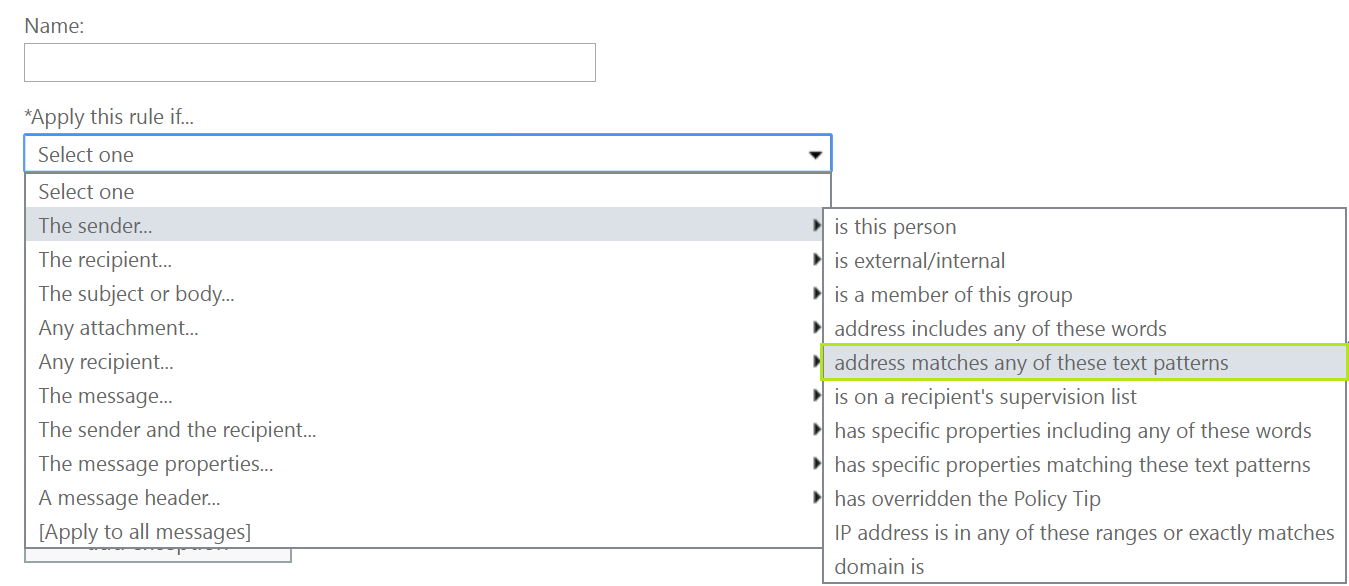 Name:
*Apply this rule if...
Select one
Select one
The sender...
The recipient...
The subject or body...
Any attachment...
Any recipient...
The message...
The sender and the recipient...
The message properties...
A message header...
[Apply to all messages]
is this person
is external/internal
is a member of this group
address includes any of these words
address matches any of these text patterns
is on a recipient's supervision list
has specific properties including any of these words
has specific properties matching these text patterns
has overridden the Policy Tip
IP address is in any of these ranges or exactly matches
domain is